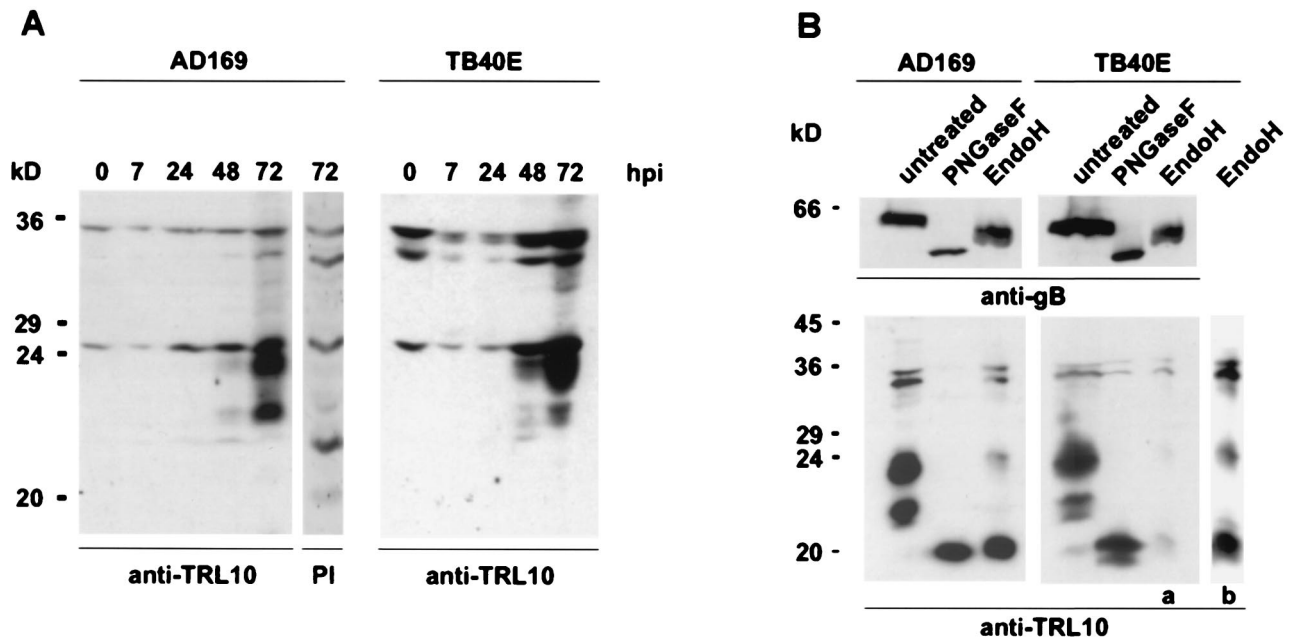 A
AD169 TB40E
kD 0 7 24 48 72 72 0 7 24 48 72 hpi
36 -
29 -
24 -
20 -
anti-TRL10 PI anti-TRL10
B
AD169 TB40E
kD untreated PNGaseF EndoH untreated PNGaseF EndoH EndoH
66 -
anti-gB
45 -
36 -
29 -
24 -
20 -
a b
anti-TRL10